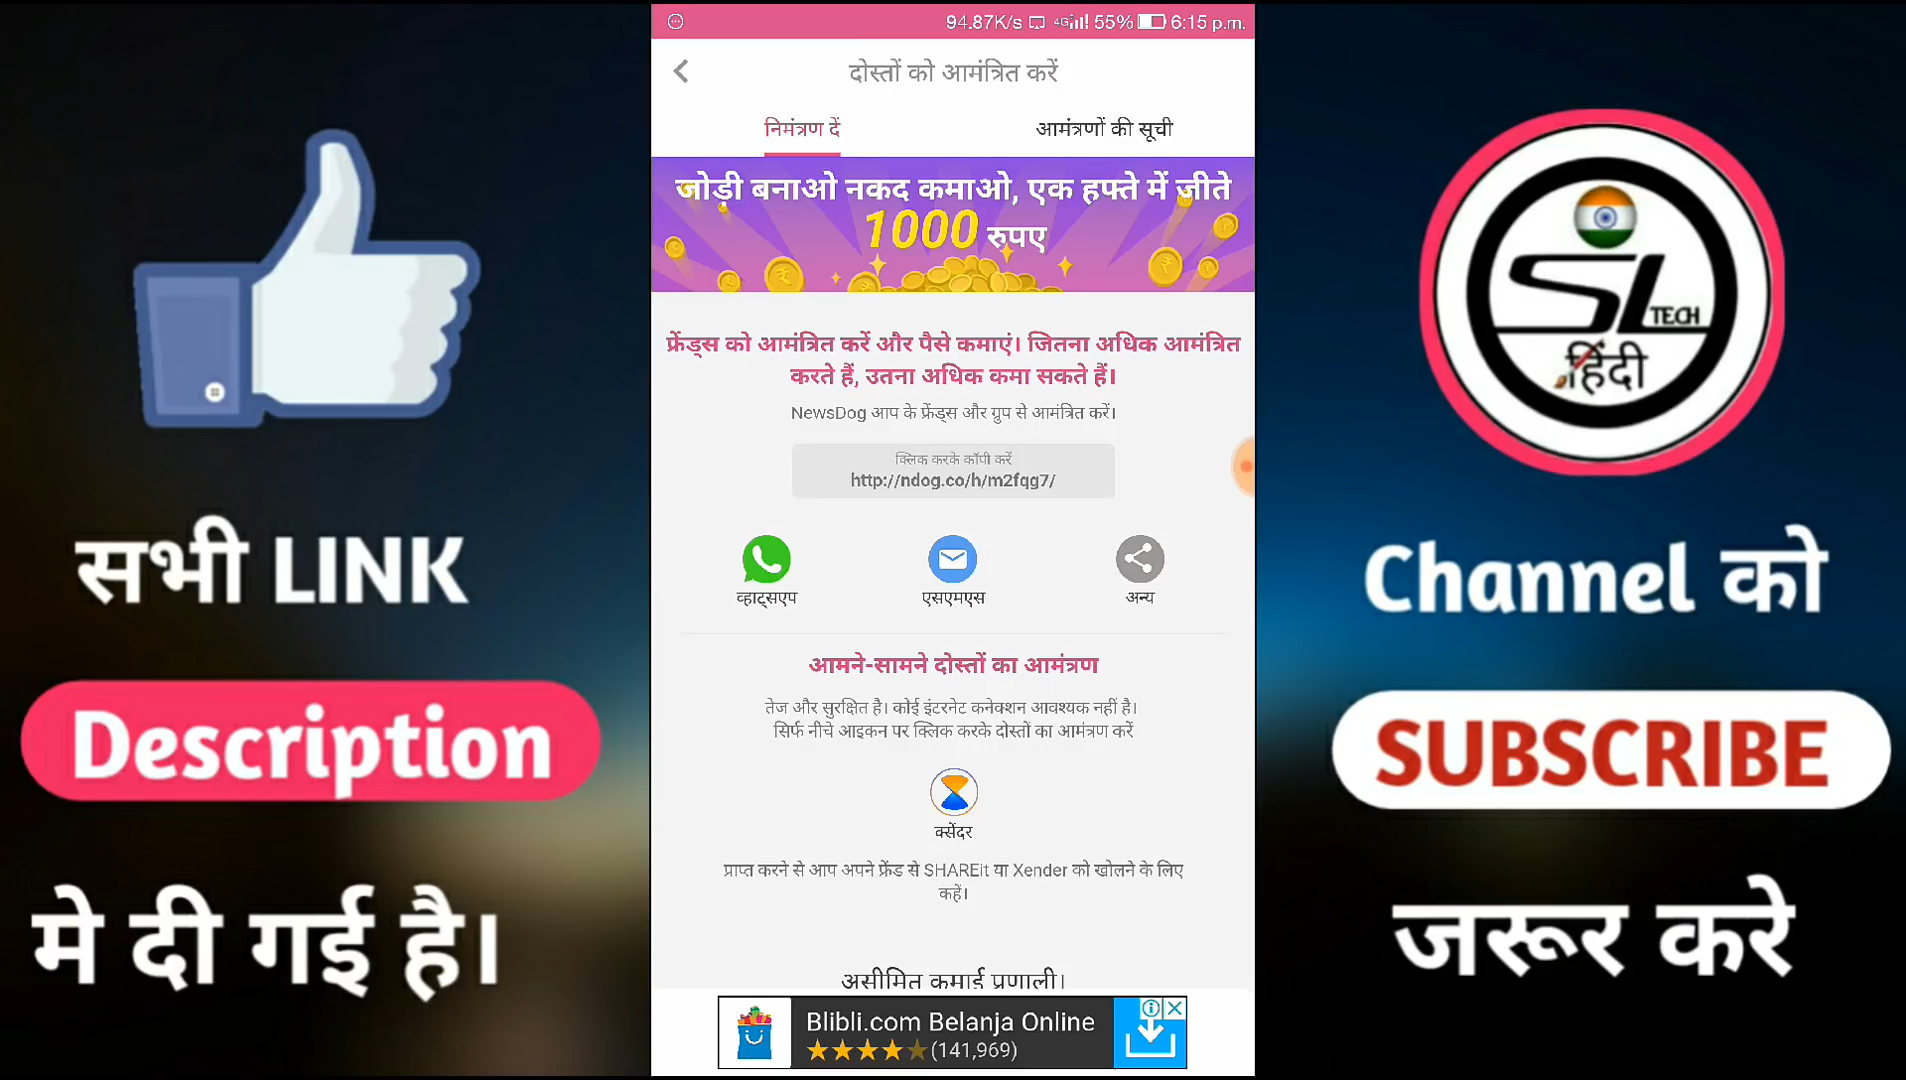 94.87K/s 4G 55% 6:15 p.m.
दोस्तों को आमंत्रित करें
निमंत्रण दें
आमंत्रणों की सूची
जोड़ी बनाओ नकद कमाओ, एक हफ्ते में जीते
1000 रुपए
फ्रेंड्स को आमंत्रित करें और पैसे कमाएं। जितना अधिक आमंत्रित
करते हैं, उतना अधिक कमा सकते हैं।
NewsDog आप के फ्रेंड्स और ग्रुप से आमंत्रित करें।
क्लिक करके कॉपी करें
http://ndog.co/h/m2fqg7/
व्हाट्सएप
एसएमएस
अन्य
आमने-सामने दोस्तों का आमंत्रण
तेज और सुरक्षित है। कोई इंटरनेट कनेक्शन आवश्यक नहीं है।
सिर्फ नीचे आइकन पर क्लिक करके दोस्तों का आमंत्रण करें
क्सेंदर
प्राप्त करने से आप अपने फ्रेंड से SHAREit या Xender को खोलने के लिए
कहें।
असीमित कमाई प्रणाली।
Blibli.com Belanja Online
(141,969)
सभी LINK
Description
मे दी गई है।
SL
TECH
हिंदी
Channel को
SUBSCRIBE
जरूर करे